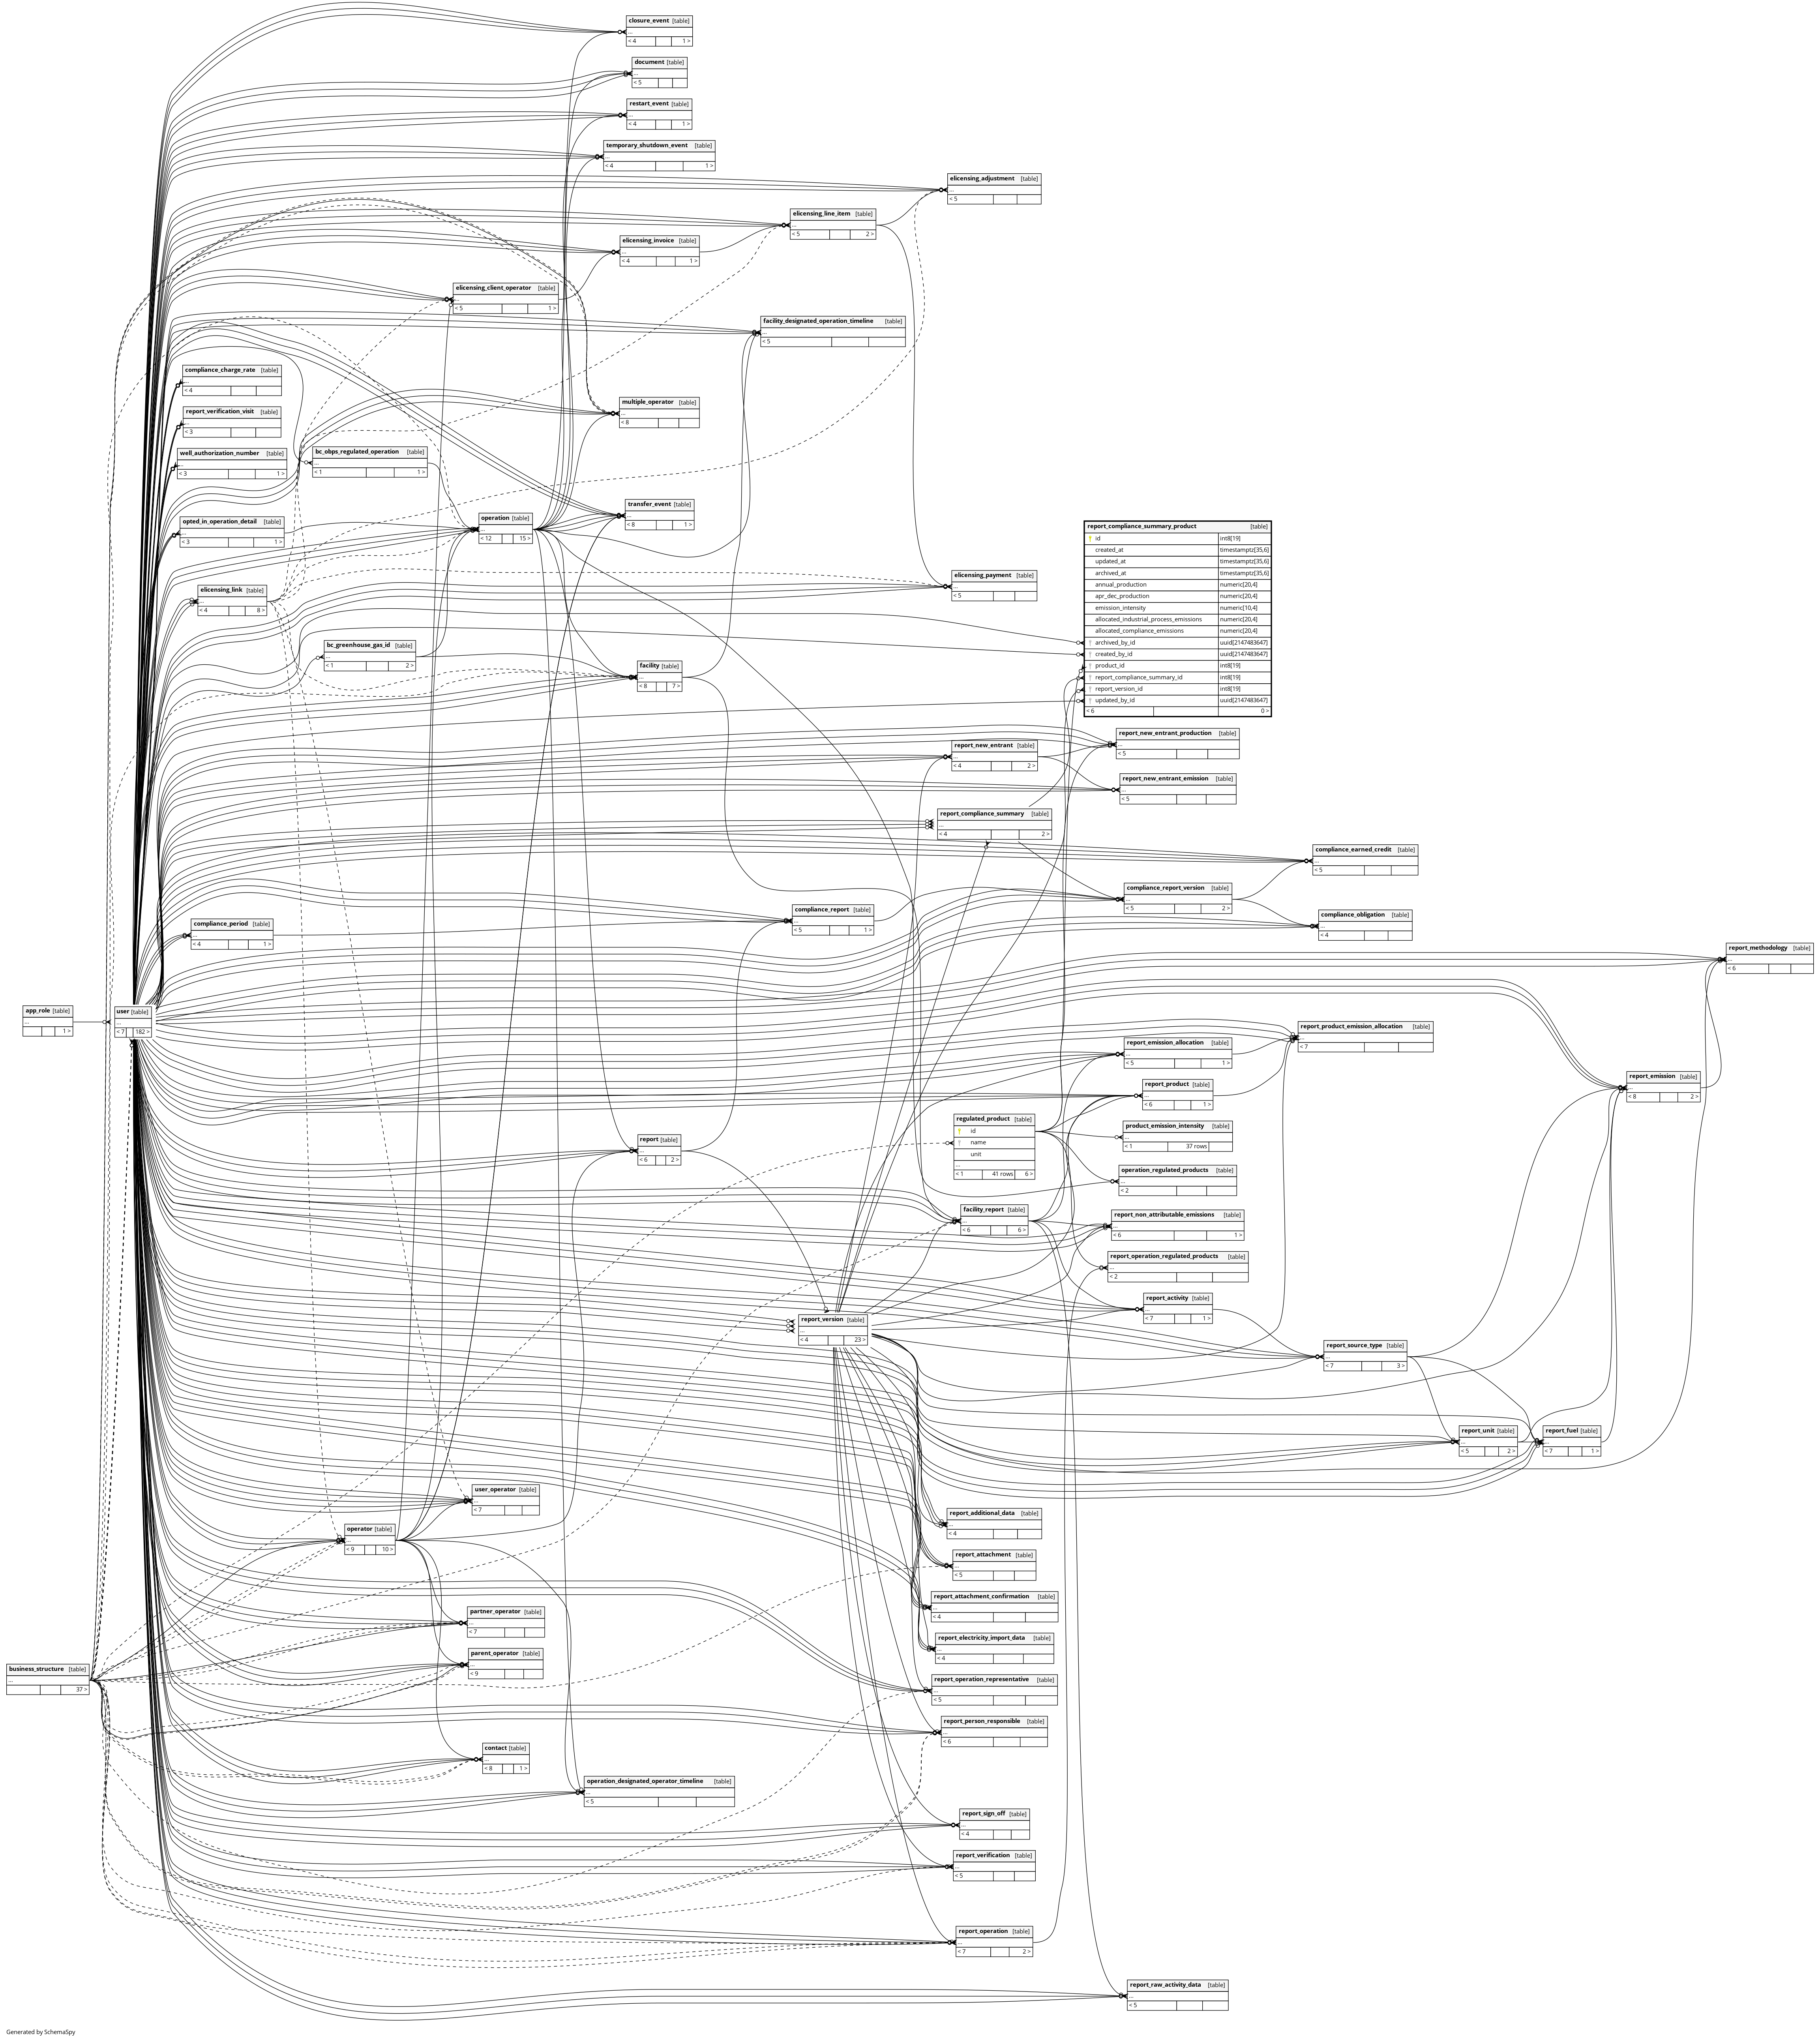 closure_event [table]
...
< 4 1 >
document [table]
...
< 5
restart_event [table]
...
< 4 1 >
temporary_shutdown_event [table]
...
< 4 1 >
elicensing_adjustment [table]
...
< 5
elicensing_line_item [table]
...
< 5 2 >
elicensing_invoice [table]
...
< 4 1 >
elicensing_client_operator [table]
...
< 5 1 >
facility_designated_operation_timeline [table]
...
< 5
compliance_charge_rate [table]
...
< 4
multiple_operator [table]
...
< 8
report_verification_visit [table]
...
< 3
well_authorization_number [table]
...
< 3 1 >
bc_obps_regulated_operation [table]
...
< 1 1 >
transfer_event [table]
...
< 8 1 >
opted_in_operation_detail [table]
...
< 3 1 >
operation [table]
...
< 12 15 >
report_compliance_summary_product [table]
id int8[19]
created_at timestamptz[35,6]
updated_at timestamptz[35,6]
archived_at timestamptz[35,6]
annual_production numeric[20,4]
apr_dec_production numeric[20,4]
emission_intensity numeric[10,4]
allocated_industrial_process_emissions numeric[20,4]
allocated_compliance_emissions numeric[20,4]
archived_by_id uuid[2147483647]
created_by_id uuid[2147483647]
product_id int8[19]
report_compliance_summary_id int8[19]
report_version_id int8[19]
updated_by_id uuid[2147483647]
< 6 0 >
elicensing_payment [table]
...
< 5
elicensing_link [table]
...
< 4 8 >
bc_greenhouse_gas_id [table]
...
< 1 2 >
facility [table]
...
< 8 7 >
report_new_entrant_production [table]
...
< 5
report_new_entrant [table]
...
< 4 2 >
report_new_entrant_emission [table]
...
< 5
report_compliance_summary [table]
...
< 4 2 >
compliance_earned_credit [table]
...
< 5
compliance_report_version [table]
...
< 5 2 >
compliance_report [table]
...
< 5 1 >
compliance_obligation [table]
...
< 4
compliance_period [table]
...
< 4 1 >
report_methodology [table]
...
< 6
app_role [table]
...
1 >
user [table]
...
< 7 182 >
report_product_emission_allocation [table]
...
< 7
report_emission_allocation [table]
...
< 5 1 >
report_emission [table]
...
< 8 2 >
report_product [table]
...
< 6 1 >
regulated_product [table]
id
name
unit
...
< 1 41 rows 6 >
product_emission_intensity [table]
...
< 1 37 rows
report [table]
...
< 6 2 >
operation_regulated_products [table]
...
< 2
facility_report [table]
...
< 6 6 >
report_non_attributable_emissions [table]
...
< 6 1 >
report_operation_regulated_products [table]
...
< 2
report_activity [table]
...
< 7 1 >
report_version [table]
...
< 4 23 >
report_source_type [table]
...
< 7 3 >
report_unit [table]
...
< 5 2 >
report_fuel [table]
...
< 7 1 >
user_operator [table]
...
< 7
report_additional_data [table]
...
< 4
operator [table]
...
< 9 10 >
report_attachment [table]
...
< 5
report_attachment_confirmation [table]
...
< 4
partner_operator [table]
...
< 7
report_electricity_import_data [table]
...
< 4
parent_operator [table]
...
< 9
business_structure [table]
...
37 >
report_operation_representative [table]
...
< 5
report_person_responsible [table]
...
< 6
contact [table]
...
< 8 1 >
operation_designated_operator_timeline [table]
...
< 5
report_sign_off [table]
...
< 4
report_verification [table]
...
< 5
report_operation [table]
...
< 7 2 >
report_raw_activity_data [table]
...
< 5
Generated by SchemaSpy